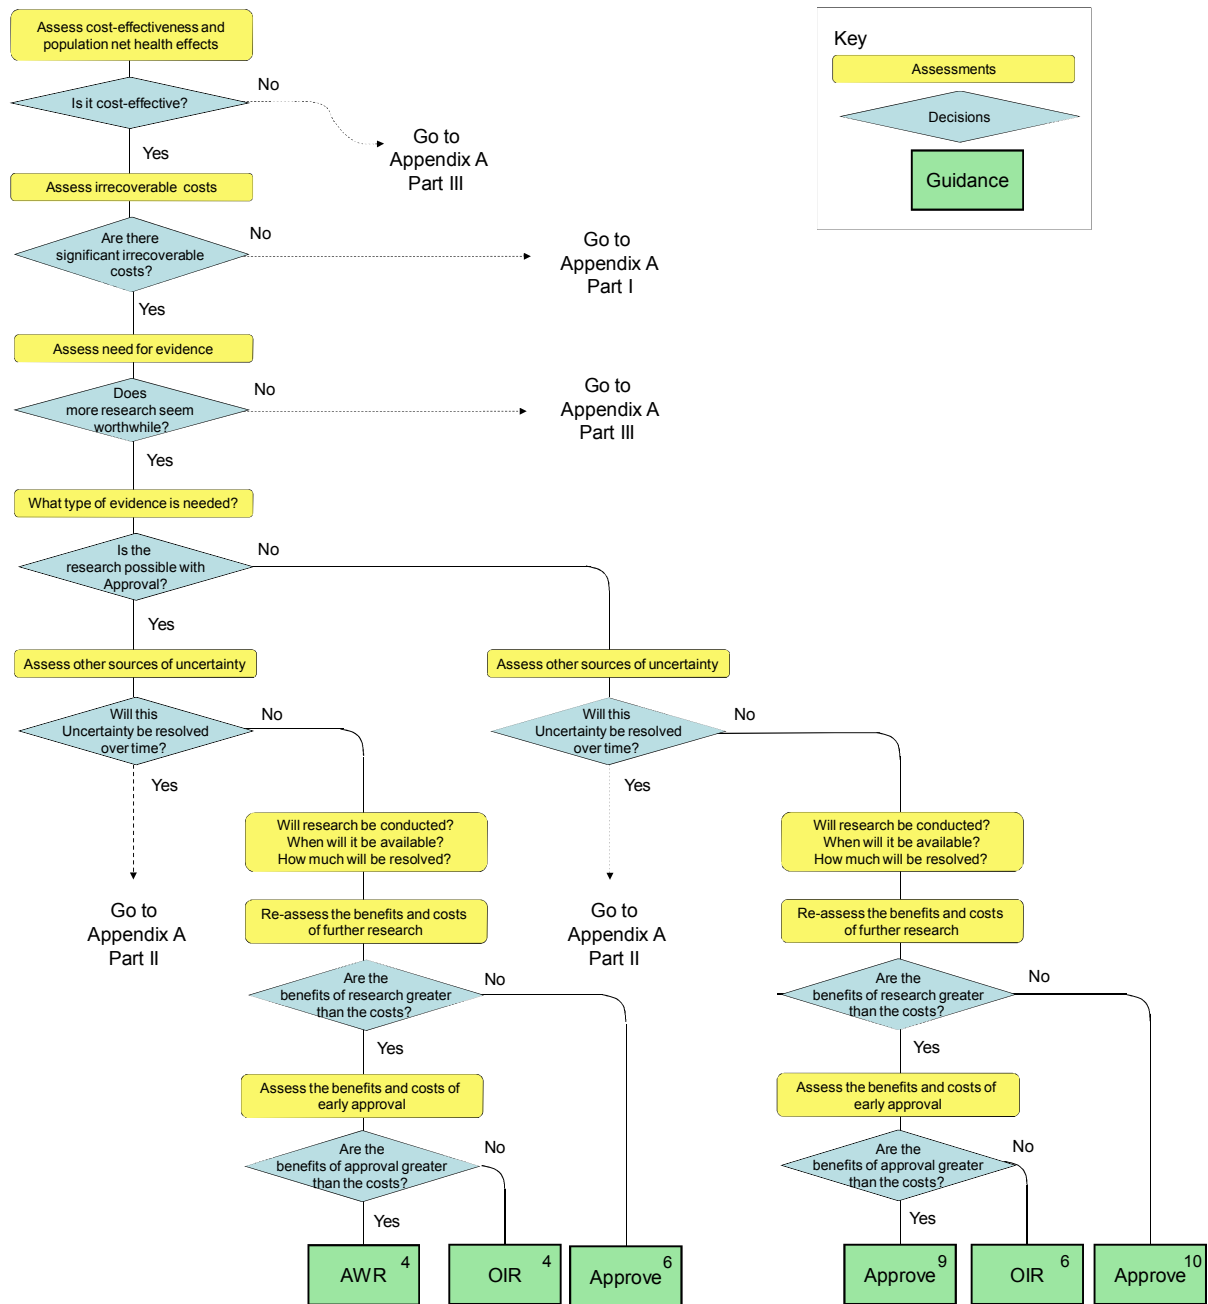 Assess cost-effectiveness and
population net health effects
No
Is it cost-effective?
Yes
Go to
Appendix A
Part III
Key
Assessments
Decisions
Guidance
Assess irrecoverable costs
Are there
significant irrecoverable
costs?
No
Go to
Appendix A
Part I
Yes
Assess need for evidence
Does
more research seem
worthwhile?
No
Go to
Appendix A
Part III
Yes
What type of evidence is needed?
Is the
research possible with
Approval?
No
Yes
Assess other sources of uncertainty
Will this
Uncertainty be resolved
over time?
No
Yes
Go to
Appendix A
Part II
Will research be conducted?
When will it be available?
How much will be resolved?
Re-assess the benefits and costs
of further research
Are the
benefits of research greater
than the costs?
No
Yes
Assess the benefits and costs of
early approval
Are the
benefits of approval greater
than the costs?
No
Yes
AWR 4
OIR 4
Approve 6
Assess other sources of uncertainty
Will this
Uncertainty be resolved
over time?
No
Yes
Go to
Appendix A
Part II
Will research be conducted?
When will it be available?
How much will be resolved?
Re-assess the benefits and costs
of further research
Are the
benefits of research greater
than the costs?
No
Yes
Assess the benefits and costs of
early approval
Are the
benefits of approval greater
than the costs?
No
Yes
Approve 9
OIR 6
Approve 10